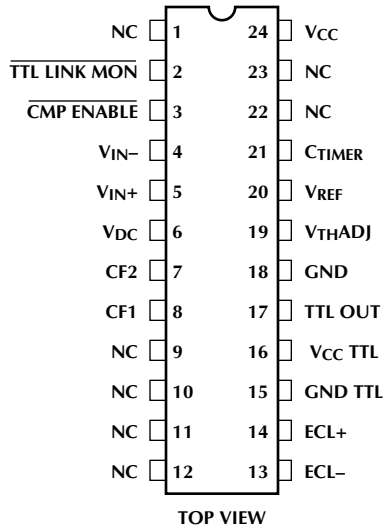 NC 1 24 VCC
TTL LINK MON 2 23 NC
CMP ENABLE 3 22 NC
VIN– 4 21 CTIMER
VIN+ 5 20 VREF
VDC 6 19 VTHADJ
CF2 7 18 GND
CF1 8 17 TTL OUT
NC 9 16 VCC TTL
NC 10 15 GND TTL
NC 11 14 ECL+
NC 12 13 ECL–
TOP VIEW